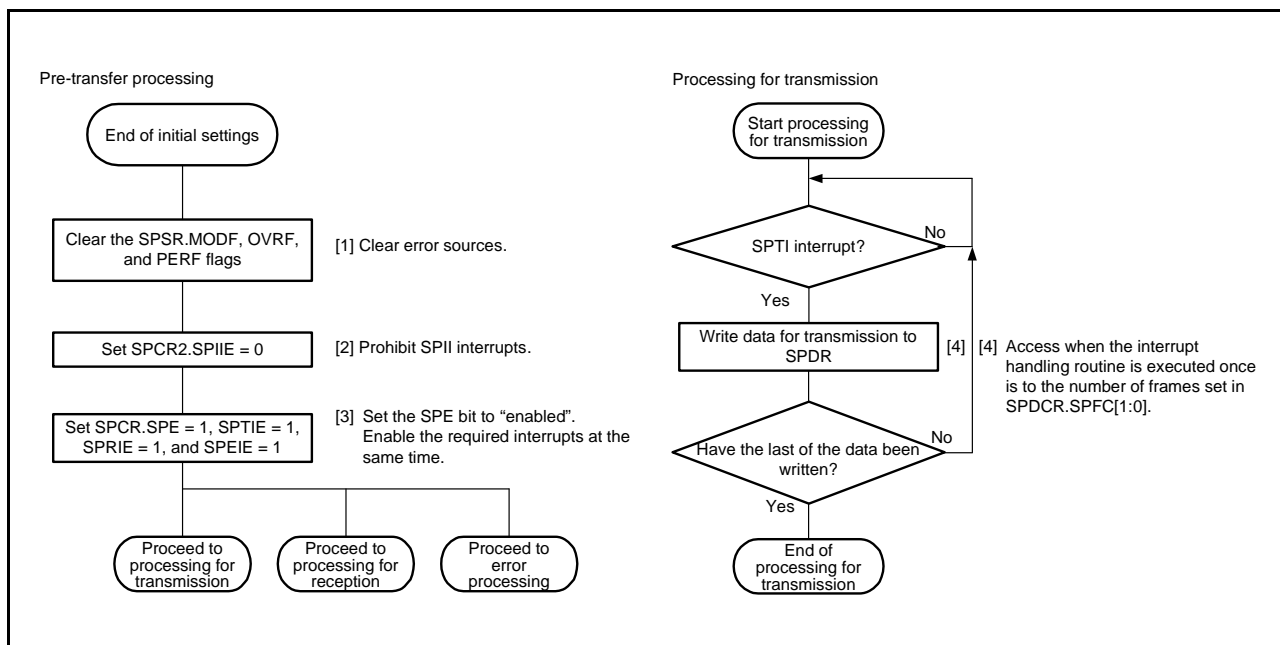 Pre-transfer processing
End of initial settings
Clear the SPSR.MODF, OVRF,
and PERF flags
[1] Clear error sources.
Set SPCR2.SPIIE = 0
[2] Prohibit SPII interrupts.
Set SPCR.SPE = 1, SPTIE = 1,
SPRIE = 1, and SPEIE = 1
[3] Set the SPE bit to “enabled”.
Enable the required interrupts at the
same time.
Proceed to
processing for
transmission
Proceed to
processing for
reception
Proceed to
error
processing
Processing for transmission
Start processing
for transmission
SPTI interrupt?
No
Yes
Write data for transmission to
SPDR
[4]
[4] Access when the interrupt
handling routine is executed once
is to the number of frames set in
SPDCR.SPFC[1:0].
Have the last of the data been
written?
No
Yes
End of
processing for
transmission